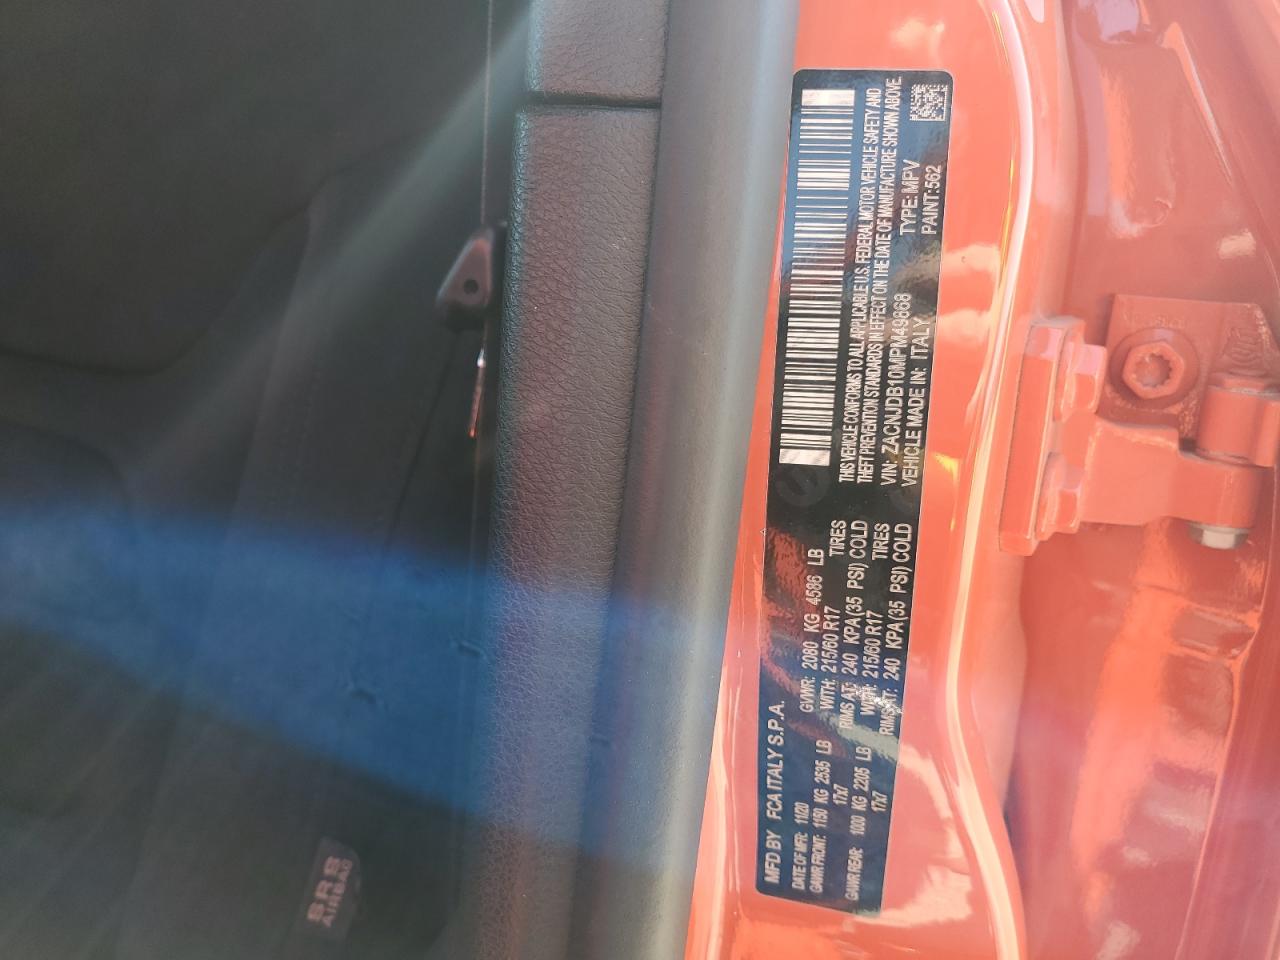 MFD BY FCA ITALY S.P.A.
DATE OF MFR: 11/20 GVWR: 2080 KG 4586 LB
GAWR FRONT: 1150 KG 2535 LB WITH: 215/60 R17 TIRES
17x7 RIMS AT: 240 KPA(35 PSI) COLD
GAWR REAR: 1000 KG 2205 LB WITH: 215/60 R17 TIRES
17x7 RIMS AT: 240 KPA(35 PSI) COLD
THIS VEHICLE CONFORMS TO ALL APPLICABLE U.S. FEDERAL MOTOR VEHICLE SAFETY AND
THEFT PREVENTION STANDARDS IN EFFECT ON THE DATE OF MANUFACTURE SHOWN ABOVE.
VIN: ZACNJDB10MPM49868 TYPE: MPV
VEHICLE MADE IN: ITALY PAINT: 562
SRS
AIRBAG